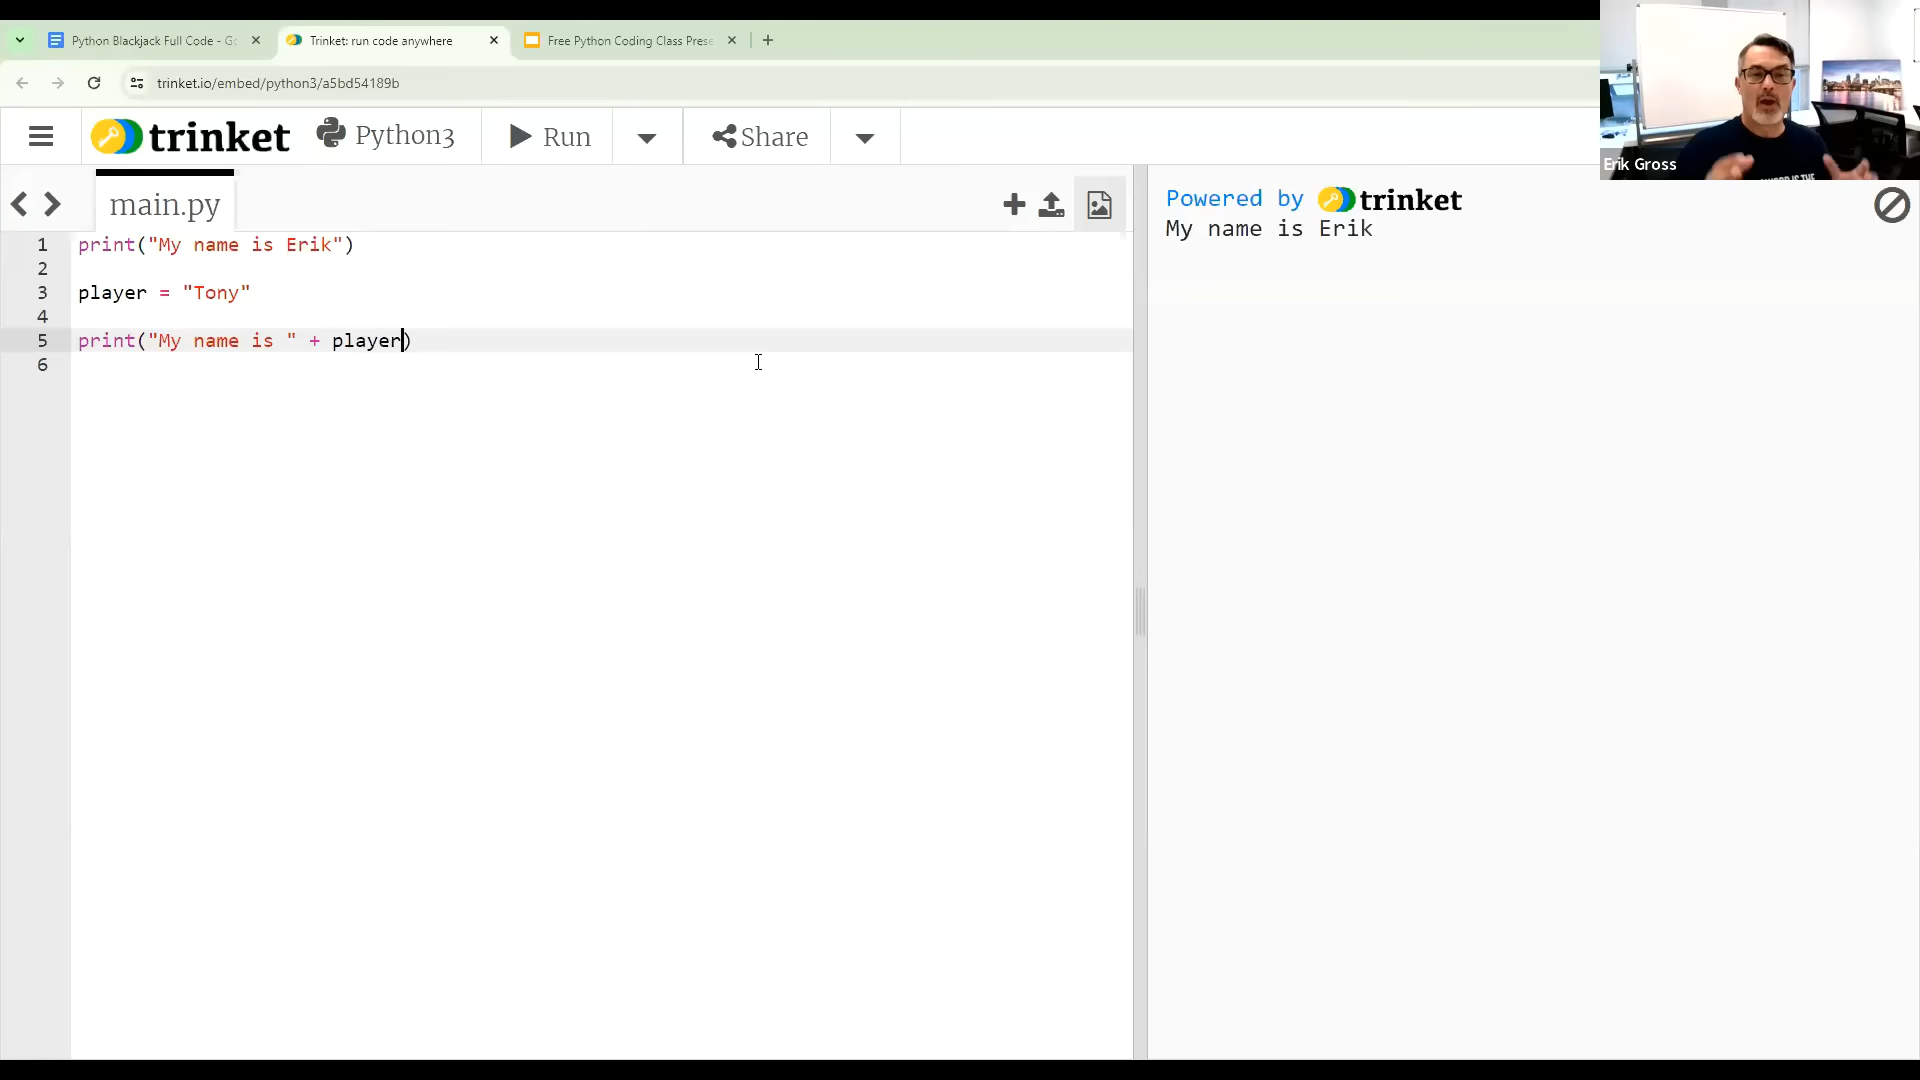 Python Blackjack Full Code - Go
Trinket: run code anywhere
Free Python Coding Class Prese
trinket.io/embed/python3/a5bd54189b
trinket Python3 Run Share
main.py
1 print("My name is Erik")
2
3 player = "Tony"
4
5 print("My name is " + player)
6
Powered by trinket
My name is Erik
Erik Gross